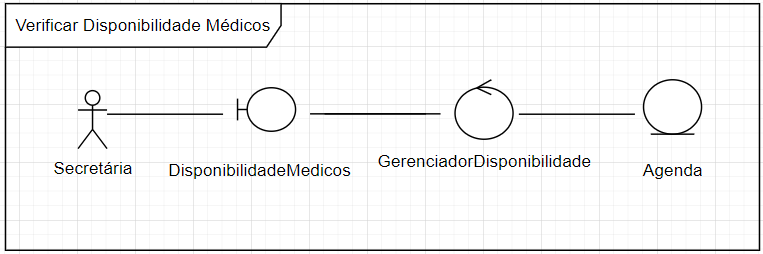 Verificar Disponibilidade Médicos
Secretária
DisponibilidadeMedicos
GerenciadorDisponibilidade
Agenda